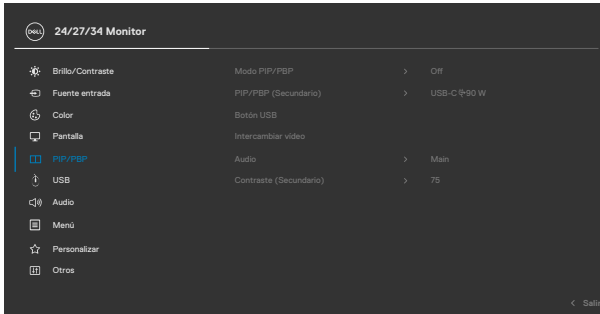 DELL 24/27/34 Monitor
Brillo/Contraste Modo PIP/PBP > Off
Fuente entrada PIP/PBP (Secundario) > USB-C 90 W
Color Botón USB
Pantalla Intercambiar vídeo
PIP/PBP Audio > Main
USB Contraste (Secundario) > 75
Audio
Menú
Personalizar
Otros
< Salir